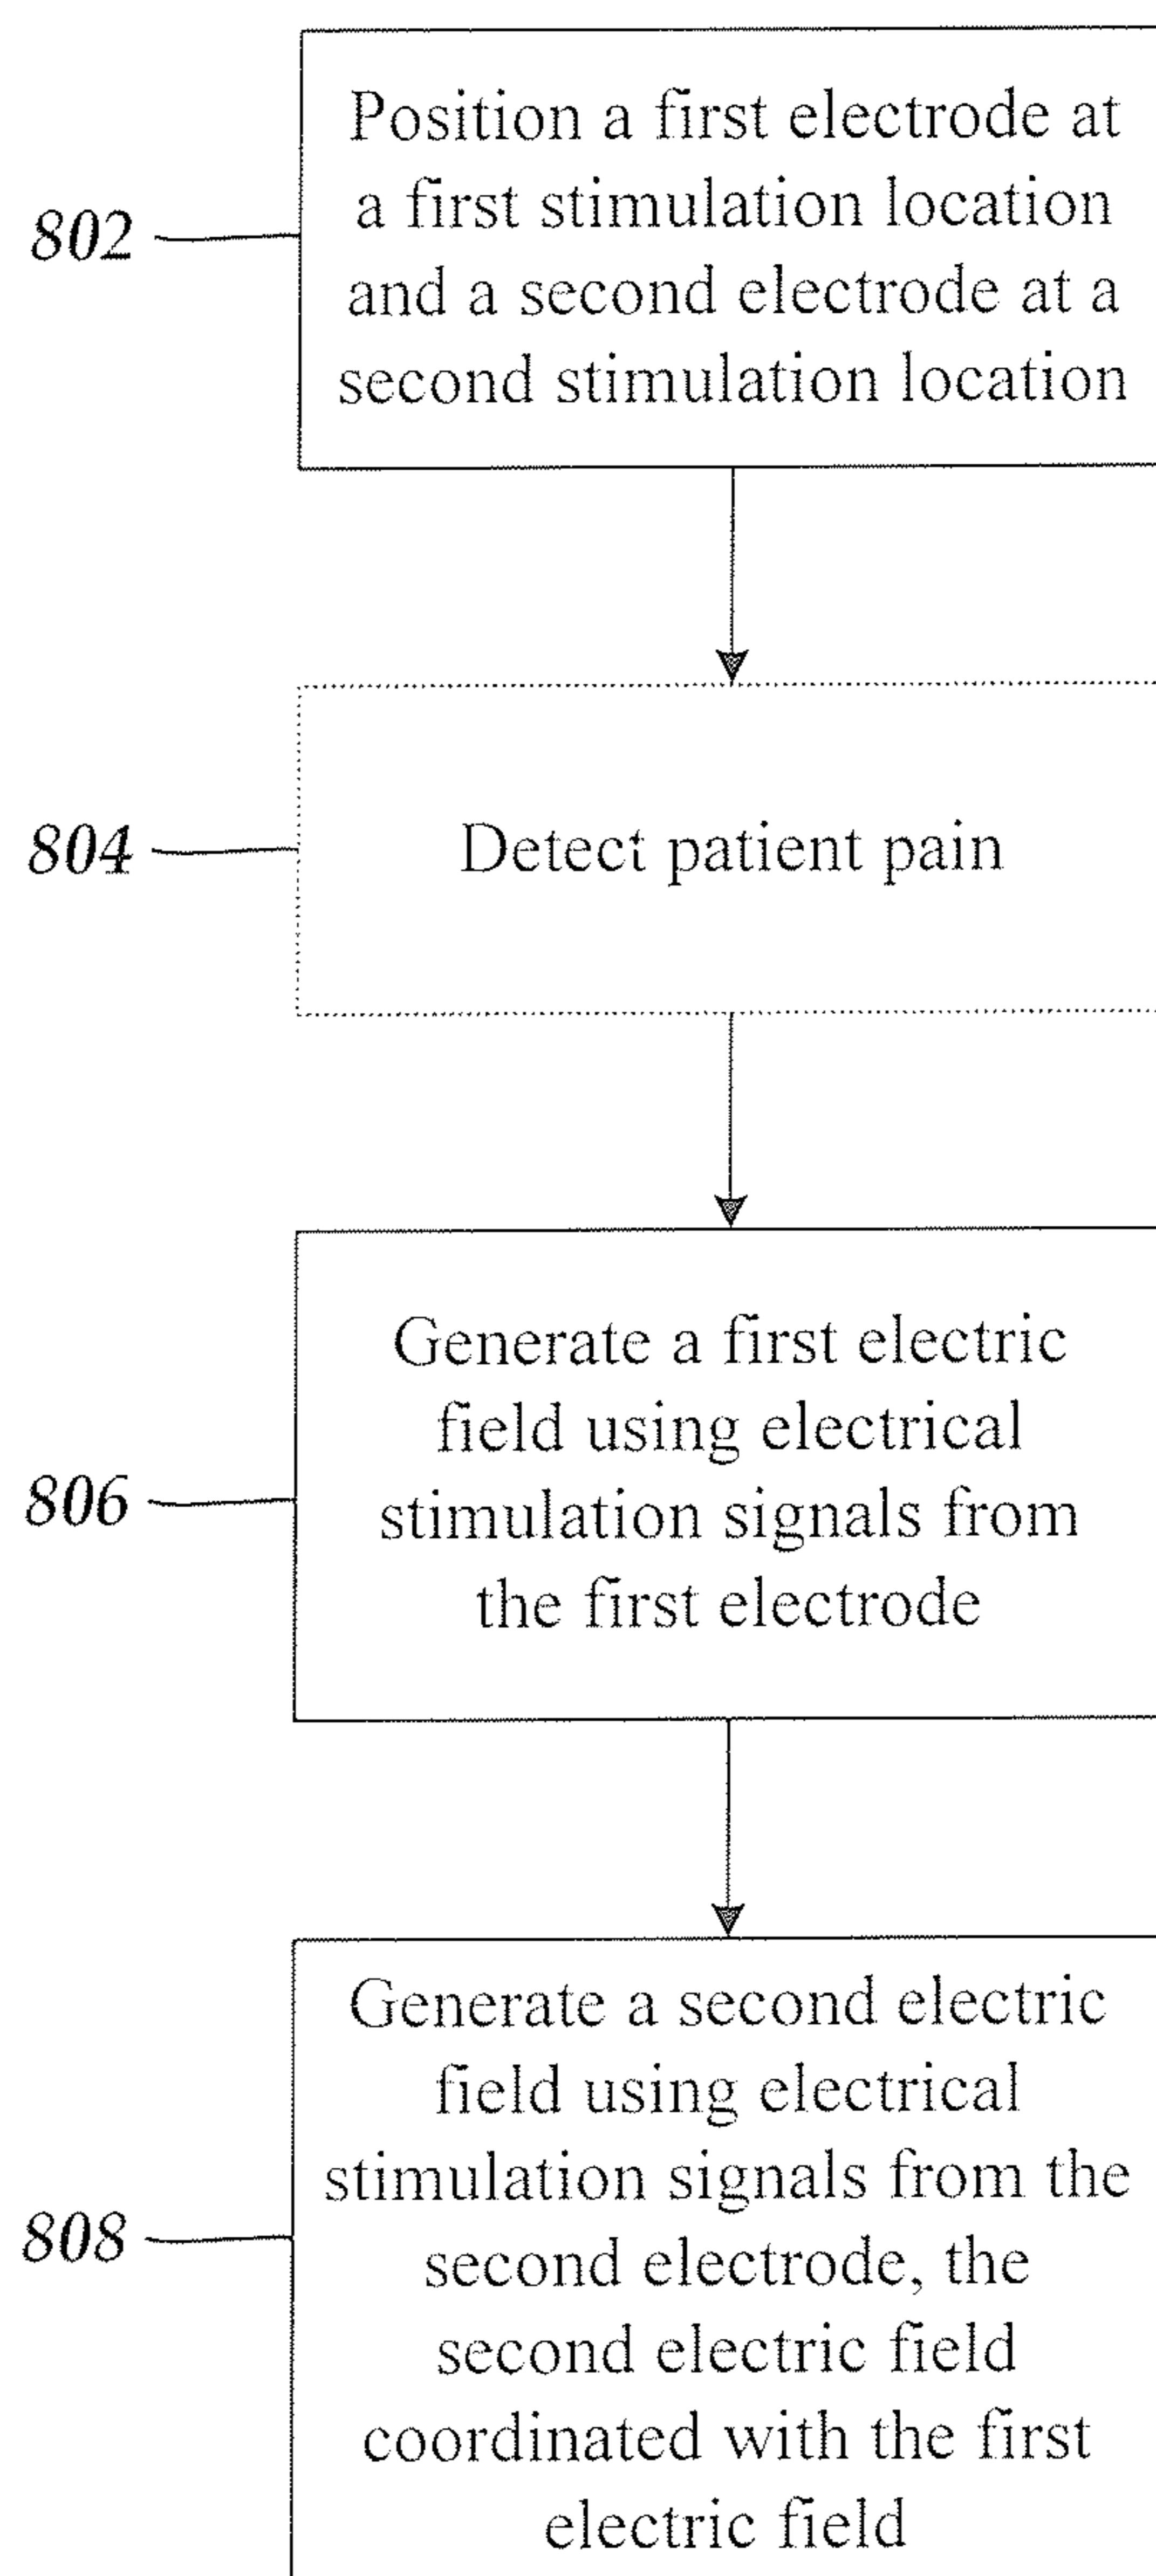 Position a first electrode at
a first stimulation location
802
and a second electrode at a
second stimulation location
804
Detect patient pain
Generate a first electric
field using electrical
806
stimulation signals from
the first electrode
Generate a second electric
field using electrical
stimulation signals from the
808
second electrode, the
second electric field
coordinated with the first
electric field